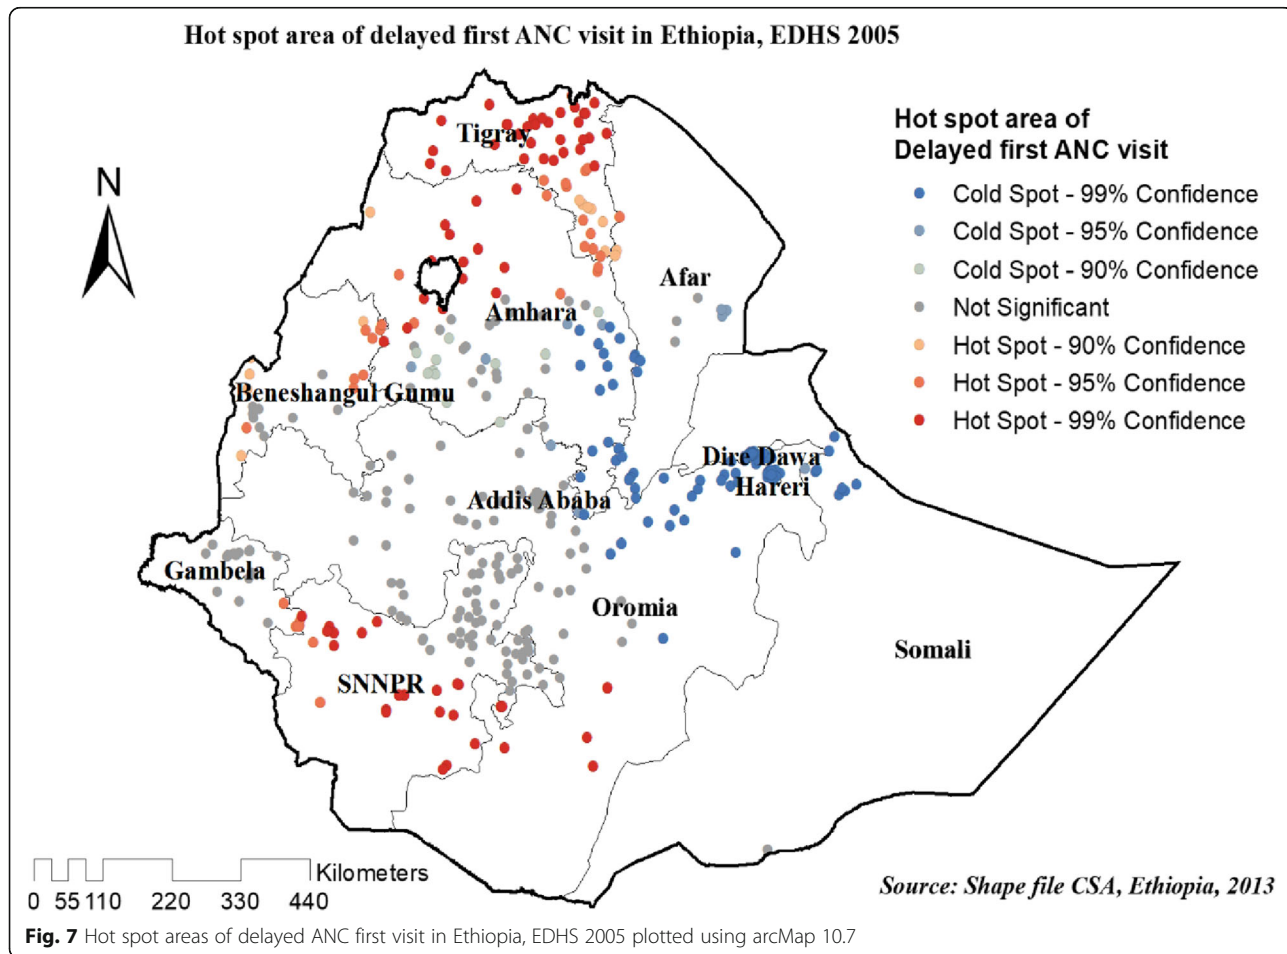 Hot spot area of delayed first ANC visit in Ethiopia, EDHS 2005
Hot spot area of
Delayed first ANC visit
Cold Spot - 99% Confidence
Cold Spot - 95% Confidence
Cold Spot - 90% Confidence
Not Significant
Hot Spot - 90% Confidence
Hot Spot - 95% Confidence
Hot Spot - 99% Confidence
N
Tigray
Afar
Amhara
Beneshangul Gumu
Dire Dawa
Hareri
Addis Ababa
Gambela
Oromia
Somali
SNNPR
Kilometers
0 55 110 220 330 440
Source: Shape file CSA, Ethiopia, 2013
Fig. 7 Hot spot areas of delayed ANC first visit in Ethiopia, EDHS 2005 plotted using arcMap 10.7